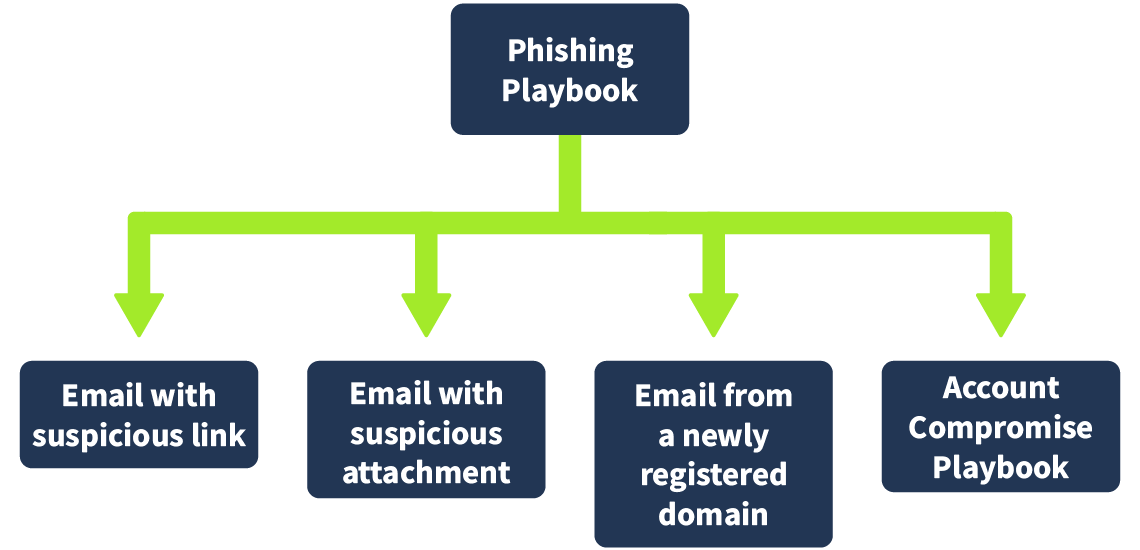 Phishing
Playbook
Email with
suspicious link
Email with
suspicious
attachment
Email from
a newly
registered
domain
Account
Compromise
Playbook